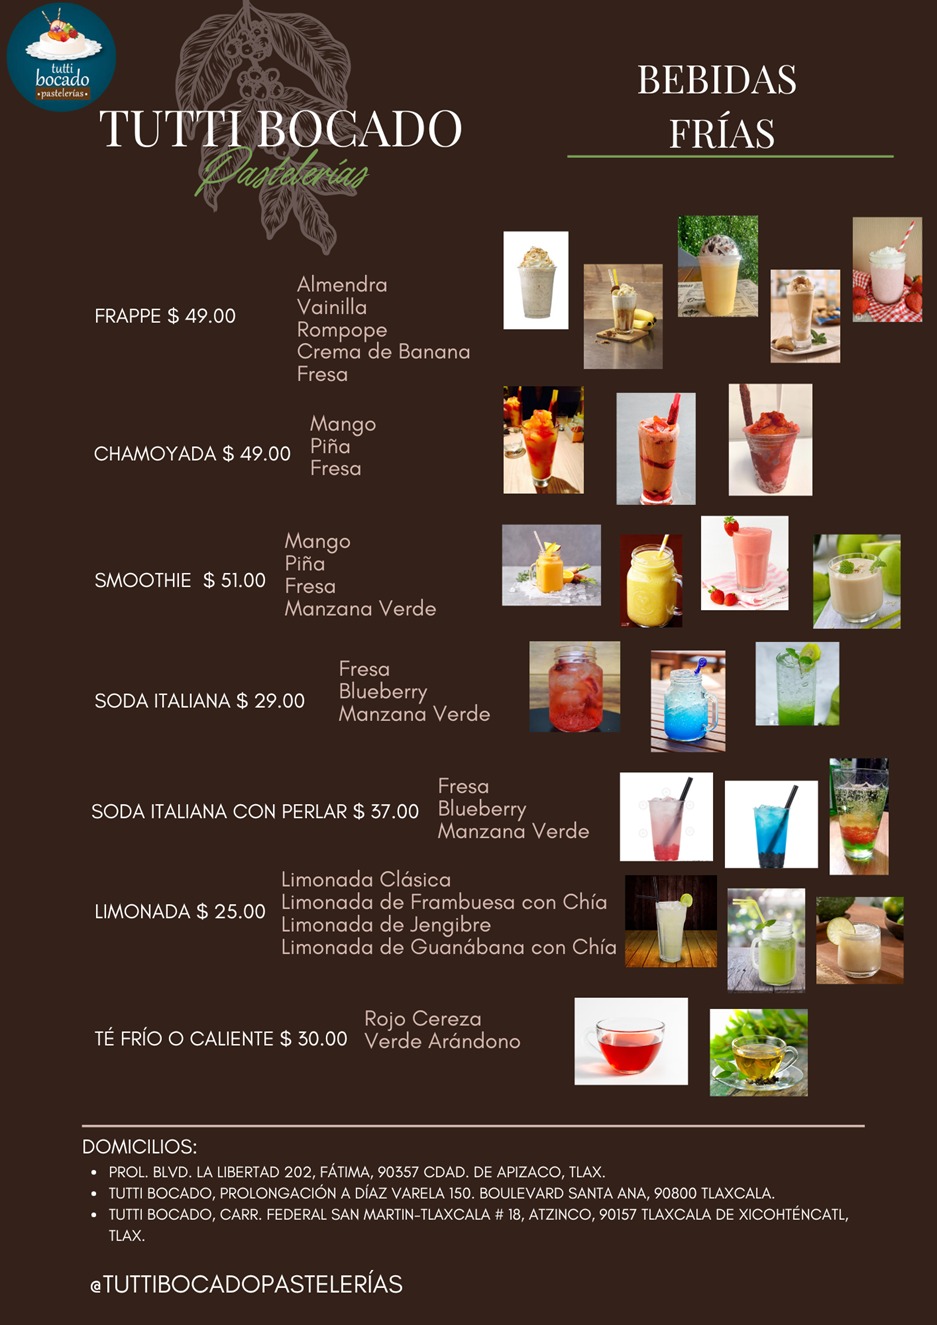 tutti
bocado
•pastelerías•
TUTTI BOCADO
Pastelerías
BEBIDAS
FRÍAS
FRAPPE $ 49.00
Almendra
Vainilla
Rompope
Crema de Banana
Fresa
CHAMOYADA $ 49.00
Mango
Piña
Fresa
SMOOTHIE $ 51.00
Mango
Piña
Fresa
Manzana Verde
SODA ITALIANA $ 29.00
Fresa
Blueberry
Manzana Verde
SODA ITALIANA CON PERLAR $ 37.00
Fresa
Blueberry
Manzana Verde
LIMONADA $ 25.00
Limonada Clásica
Limonada de Frambuesa con Chía
Limonada de Jengibre
Limonada de Guanábana con Chía
TÉ FRÍO O CALIENTE $ 30.00
Rojo Cereza
Verde Arándono
DOMICILIOS:
• PROL. BLVD. LA LIBERTAD 202, FÁTIMA, 90357 CDAD. DE APIZACO, TLAX.
• TUTTI BOCADO, PROLONGACIÓN A DÍAZ VARELA 150. BOULEVARD SANTA ANA, 90800 TLAXCALA.
• TUTTI BOCADO, CARR. FEDERAL SAN MARTIN-TLAXCALA # 18, ATZINCO, 90157 TLAXCALA DE XICOHTÉNCATL,
TLAX.
@TUTTIBOCADOPASTELERÍAS